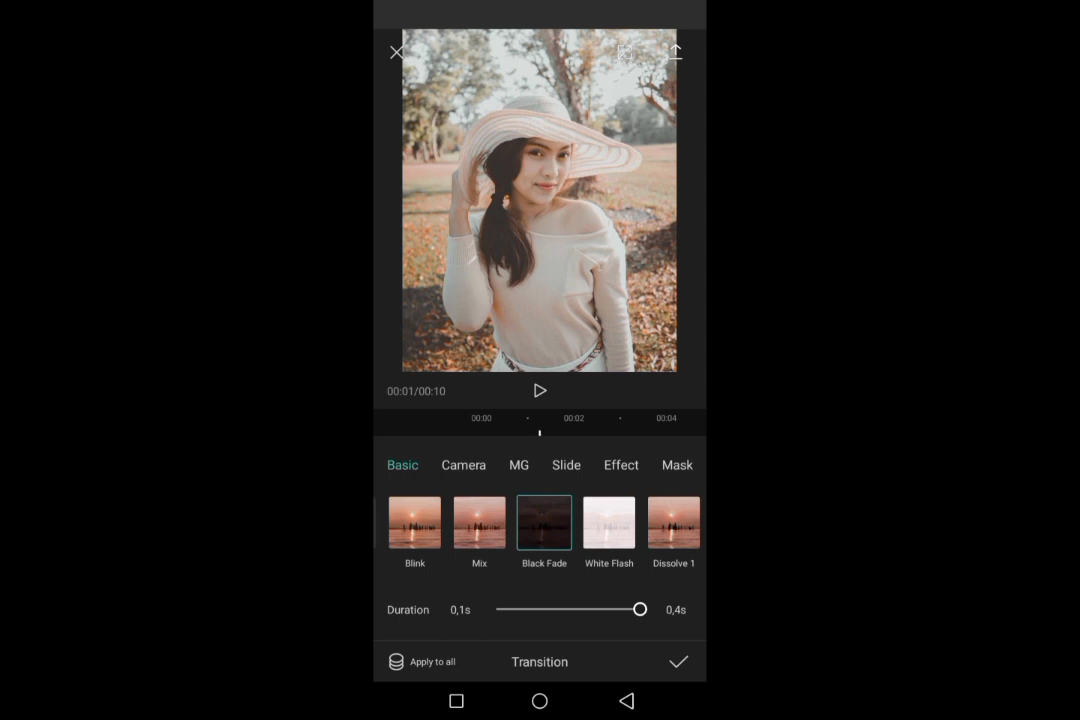 00:01/00:10
00:00 00:02 00:04
Basic Camera MG Slide Effect Mask
Blink Mix Black Fade White Flash Dissolve 1
Duration 0,1s 0,4s
Apply to all Transition